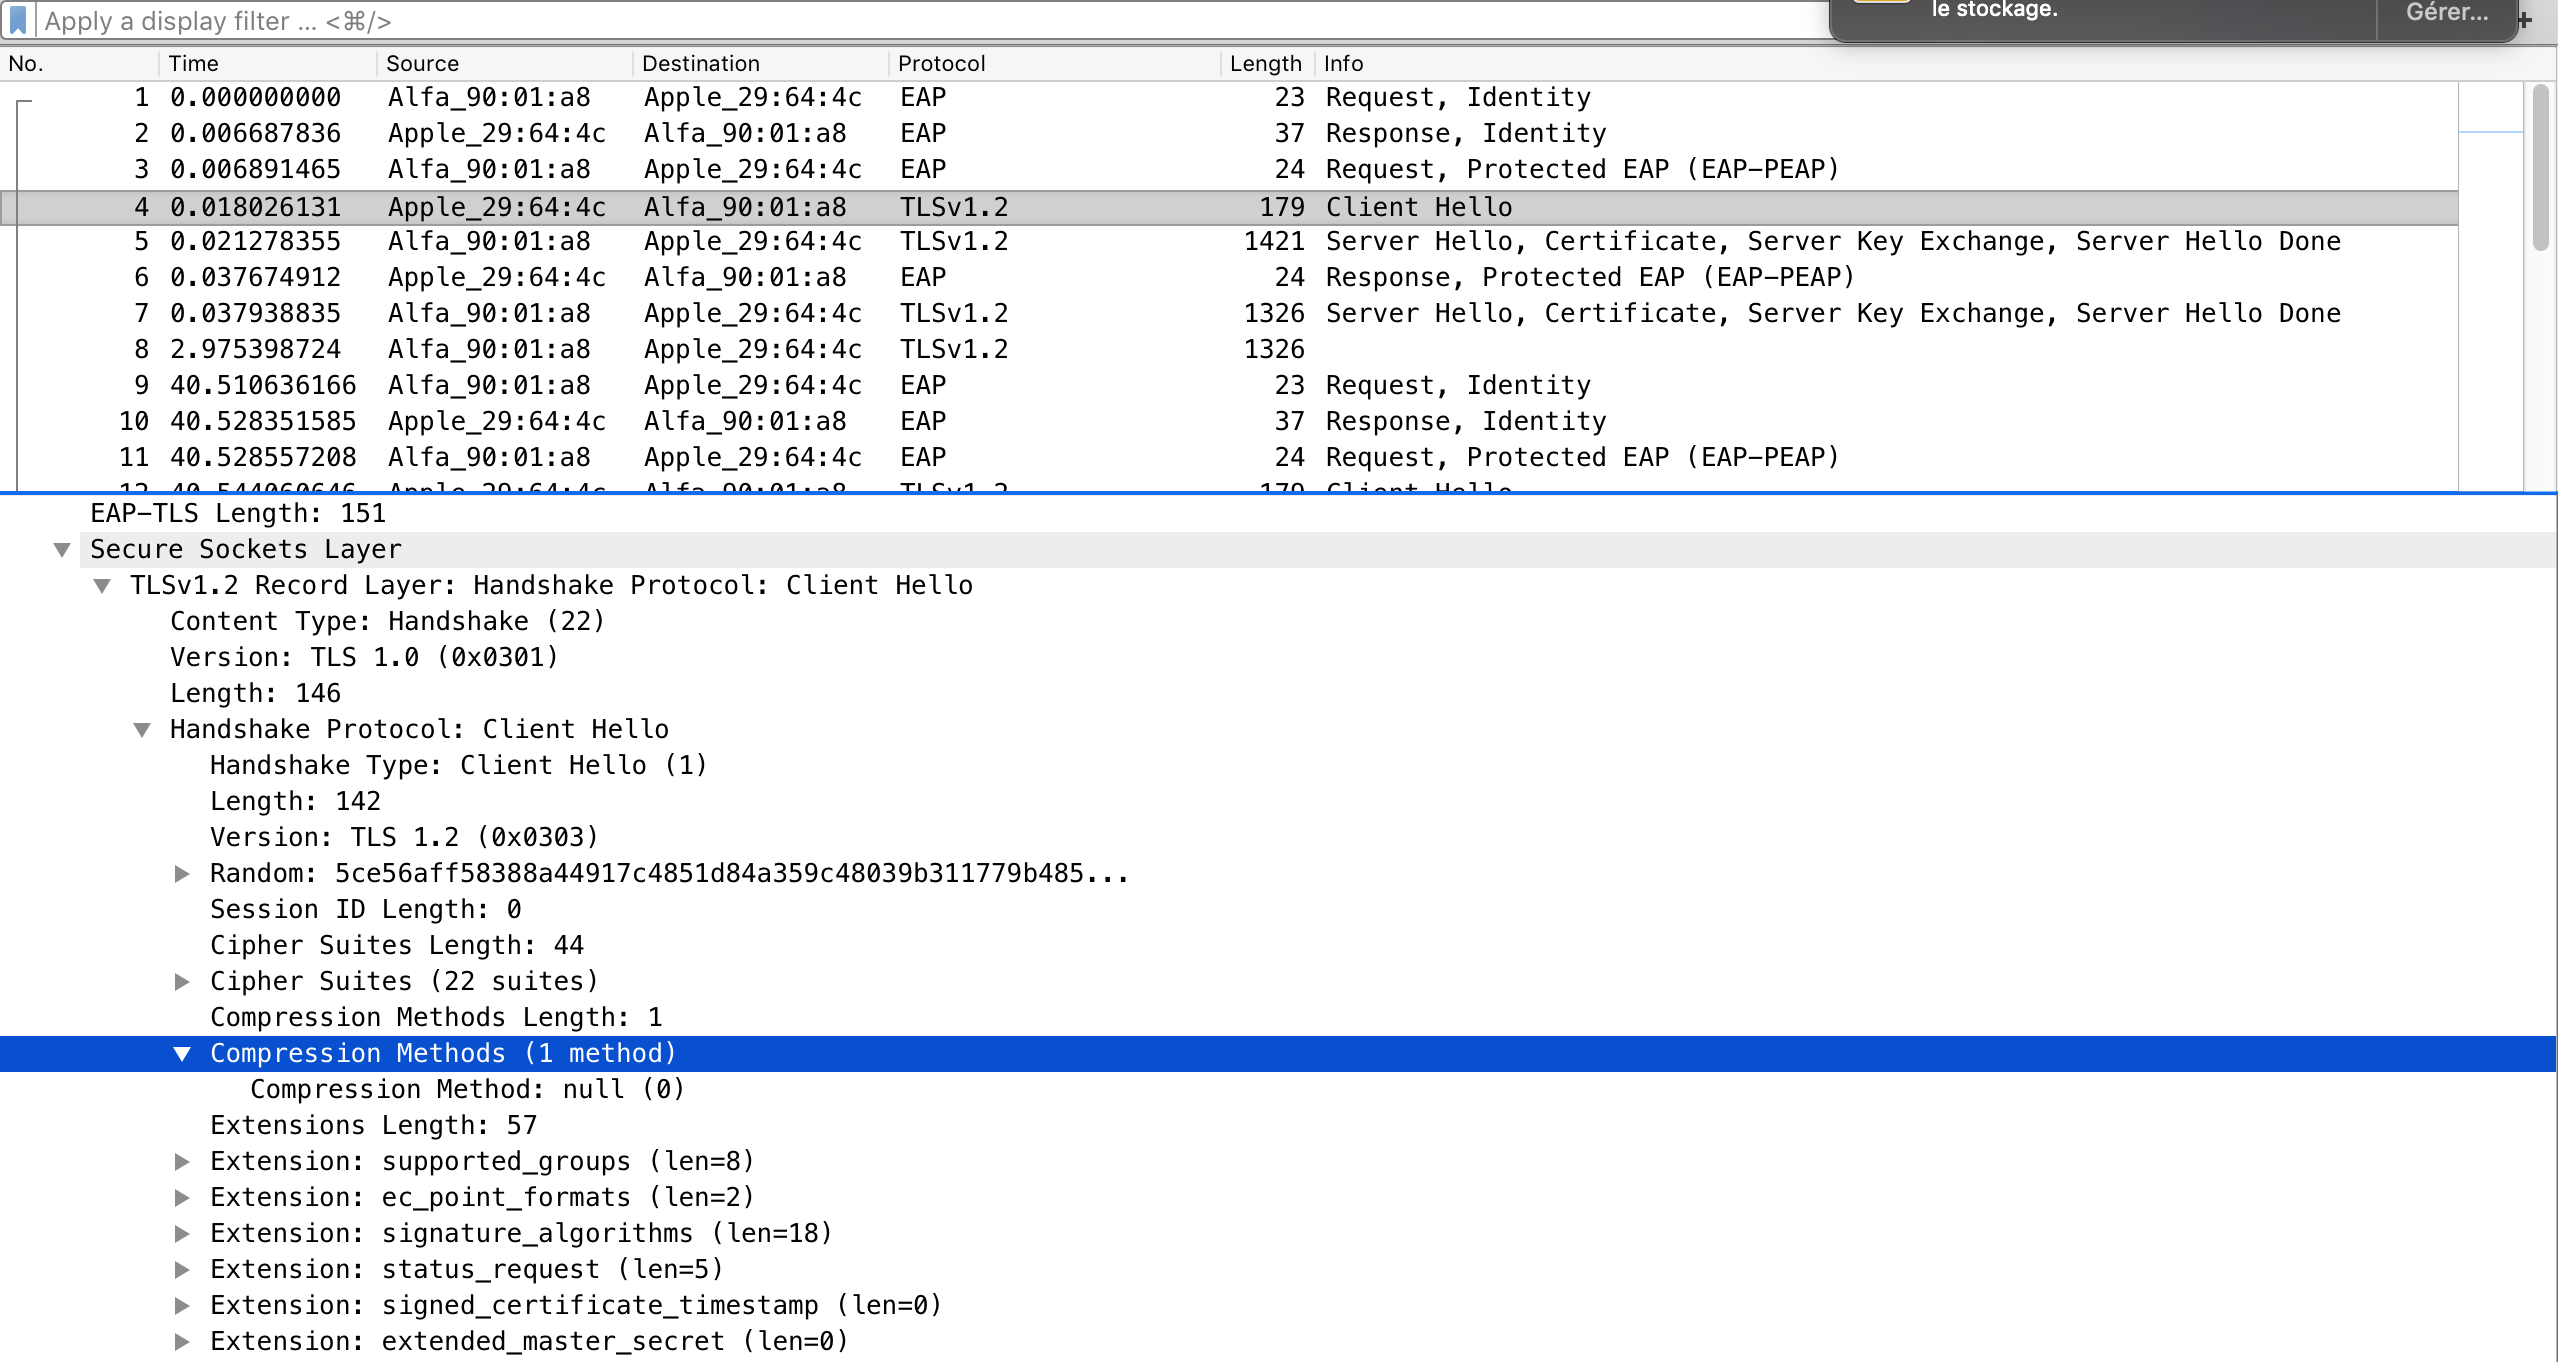 Apply a display filter ... <⌘/>
le stockage.
Gérer...
+
No. Time Source Destination Protocol Length Info
1 0.000000000 Alfa_90:01:a8 Apple_29:64:4c EAP 23 Request, Identity
2 0.006687836 Apple_29:64:4c Alfa_90:01:a8 EAP 37 Response, Identity
3 0.006891465 Alfa_90:01:a8 Apple_29:64:4c EAP 24 Request, Protected EAP (EAP-PEAP)
4 0.018026131 Apple_29:64:4c Alfa_90:01:a8 TLSv1.2 179 Client Hello
5 0.021278355 Alfa_90:01:a8 Apple_29:64:4c TLSv1.2 1421 Server Hello, Certificate, Server Key Exchange, Server Hello Done
6 0.037674912 Apple_29:64:4c Alfa_90:01:a8 EAP 24 Response, Protected EAP (EAP-PEAP)
7 0.037938835 Alfa_90:01:a8 Apple_29:64:4c TLSv1.2 1326 Server Hello, Certificate, Server Key Exchange, Server Hello Done
8 2.975398724 Alfa_90:01:a8 Apple_29:64:4c TLSv1.2 1326
9 40.510636166 Alfa_90:01:a8 Apple_29:64:4c EAP 23 Request, Identity
10 40.528351585 Apple_29:64:4c Alfa_90:01:a8 EAP 37 Response, Identity
11 40.528557208 Alfa_90:01:a8 Apple_29:64:4c EAP 24 Request, Protected EAP (EAP-PEAP)
12 40.544060646 Apple_29:64:4c Alfa_90:01:a8 TLSv1.2 179 Client Hello
EAP-TLS Length: 151
Secure Sockets Layer
TLSv1.2 Record Layer: Handshake Protocol: Client Hello
Content Type: Handshake (22)
Version: TLS 1.0 (0x0301)
Length: 146
Handshake Protocol: Client Hello
Handshake Type: Client Hello (1)
Length: 142
Version: TLS 1.2 (0x0303)
Random: 5ce56aff58388a44917c4851d84a359c48039b311779b485...
Session ID Length: 0
Cipher Suites Length: 44
Cipher Suites (22 suites)
Compression Methods Length: 1
Compression Methods (1 method)
Compression Method: null (0)
Extensions Length: 57
Extension: supported_groups (len=8)
Extension: ec_point_formats (len=2)
Extension: signature_algorithms (len=18)
Extension: status_request (len=5)
Extension: signed_certificate_timestamp (len=0)
Extension: extended_master_secret (len=0)